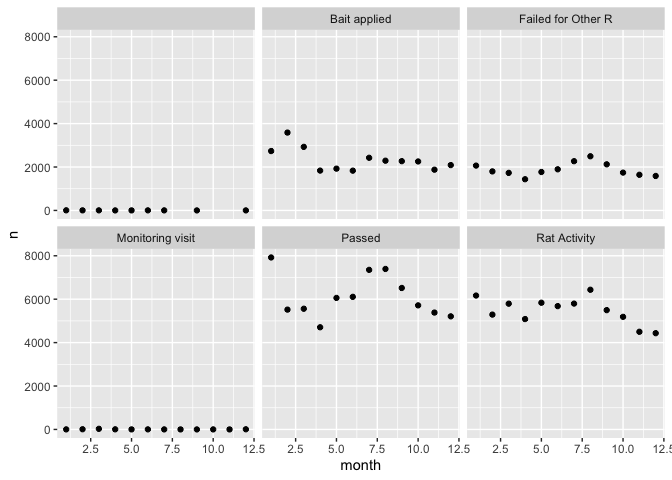 Bait applied
Failed for Other R
8000
6000
4000
2000
0
n
Monitoring visit
Passed
Rat Activity
8000
6000
4000
2000
0
2.5 5.0 7.5 10.0 12.5 2.5 5.0 7.5 10.0 12.5 2.5 5.0 7.5 10.0 12.5
month